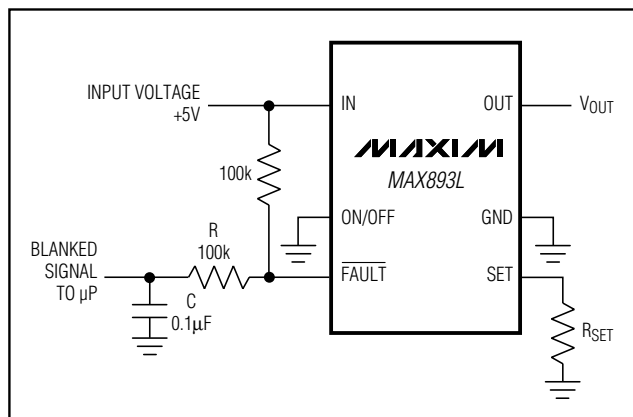 INPUT VOLTAGE
+5V
IN
OUT
VOUT
100k
MAXIM
MAX893L
ON/OFF
GND
R
100k
BLANKED
SIGNAL
TO µP
FAULT
SET
C
0.1µF
RSET